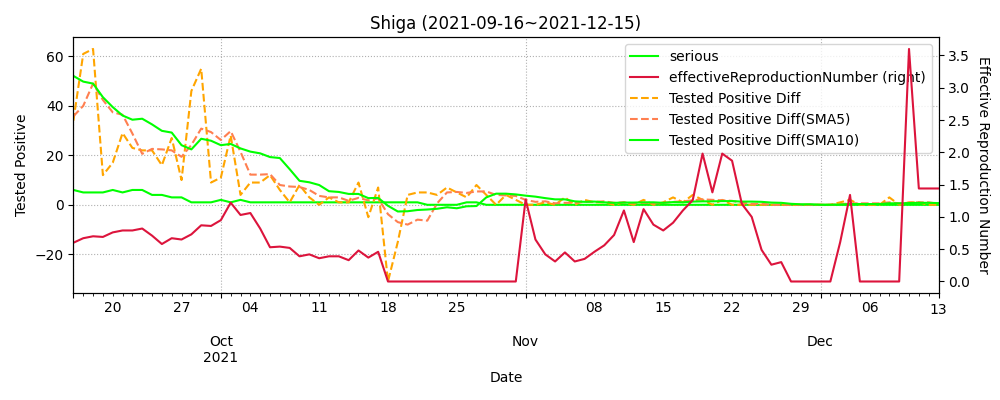 Shiga (2021-09-16~2021-12-15)
serious
effectiveReproductionNumber (right)
Tested Positive Diff
Tested Positive Diff(SMA5)
Tested Positive Diff(SMA10)
Tested Positive
60
40
20
0
−20
Effective Reproduction Number
3.5
3.0
2.5
2.0
1.5
1.0
0.5
0.0
20 27 04 11 18 25 08 15 22 29 06 13
Oct Nov Dec
2021
Date